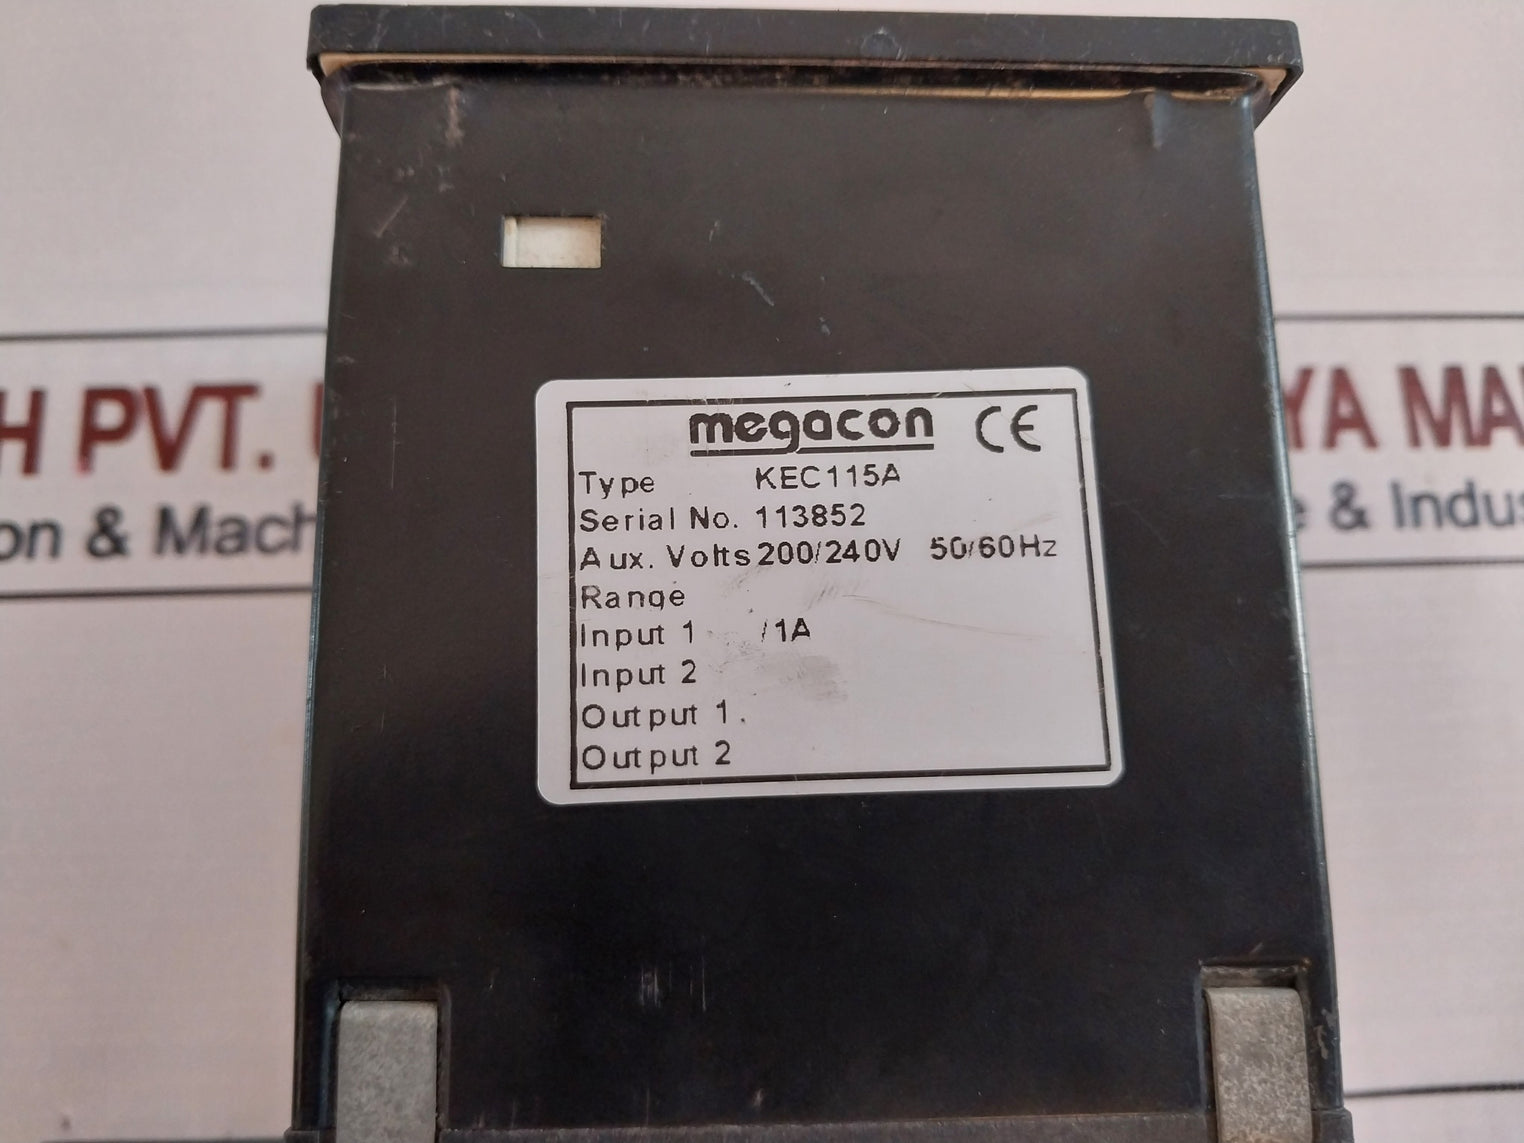 megacon CE
Type KEC115A
Serial No. 113852
Aux. Volts 200/240V 50/60Hz
Range
Input 1 /1A
Input 2
Output 1.
Output 2
H PVT.
on & Mach
YA MA
& Indus